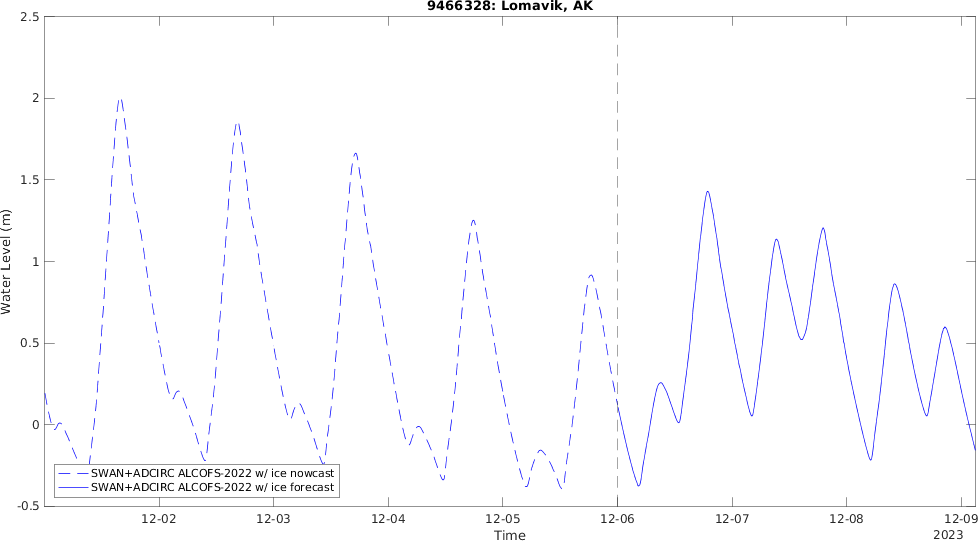 9466328: Lomavik, AK
Water Level (m)
2.5
2
1.5
1
0.5
0
-0.5
SWAN+ADCIRC ALCOFS-2022 w/ ice nowcast
SWAN+ADCIRC ALCOFS-2022 w/ ice forecast
12-02 12-03 12-04 12-05 12-06 12-07 12-08 12-09
Time
2023